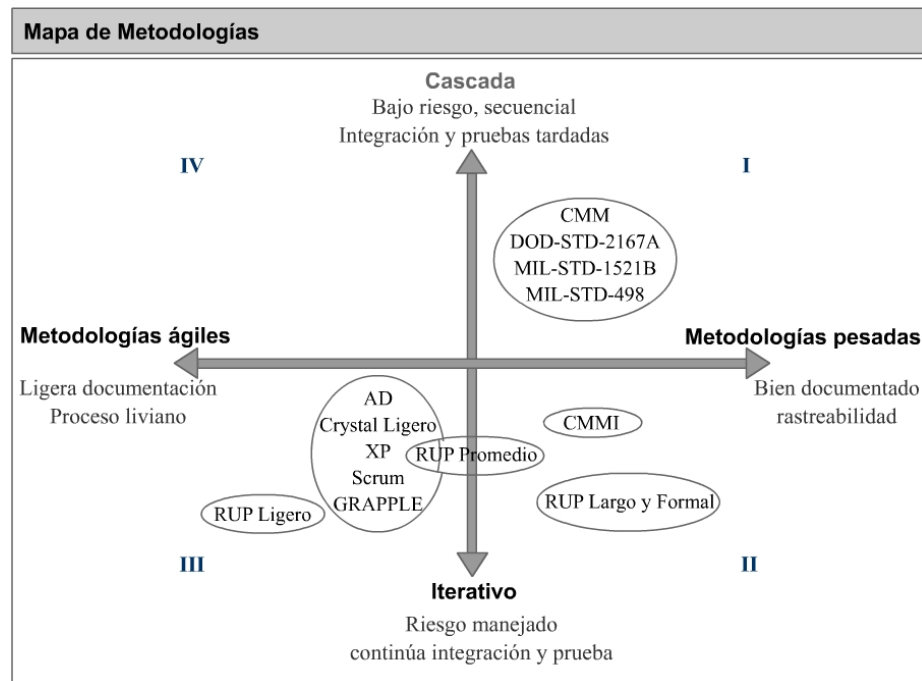 Mapa de Metodologías
Cascada
Bajo riesgo, secuencial
Integración y pruebas tardadas
IV
I
CMM
DOD-STD-2167A
MIL-STD-1521B
MIL-STD-498
Metodologías ágiles
Metodologías pesadas
Ligera documentación
Proceso liviano
Bien documentado
rastreabilidad
AD
Crystal Ligero
XP
Scrum
GRAPPLE
CMMI
RUP Promedio
RUP Ligero
RUP Largo y Formal
III
II
Iterativo
Riesgo manejado
continúa integración y prueba